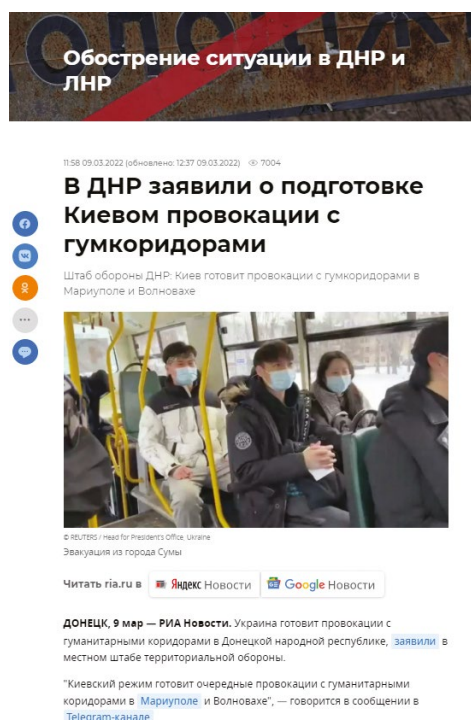 Обострение ситуации в ДНР и
ЛНР
11:58 09.03.2022 (обновлено: 12:37 09.03.2022) 7004
В ДНР заявили о подготовке
Киевом провокации с
гумкоридорами
Штаб обороны ДНР: Киев готовит провокации с гумкоридорами в
Мариуполе и Волновахе
© REUTERS / Head for President's Office, Ukraine
Эвакуация из города Сумы
Читать ria.ru в Яндекс Новости Google Новости
ДОНЕЦК, 9 мар — РИА Новости. Украина готовит провокации с
гуманитарными коридорами в Донецкой народной республике, заявили в
местном штабе территориальной обороны.
"Киевский режим готовит очередные провокации с гуманитарными
коридорами в Мариуполе и Волновахе", — говорится в сообщении в
Telegram-канале